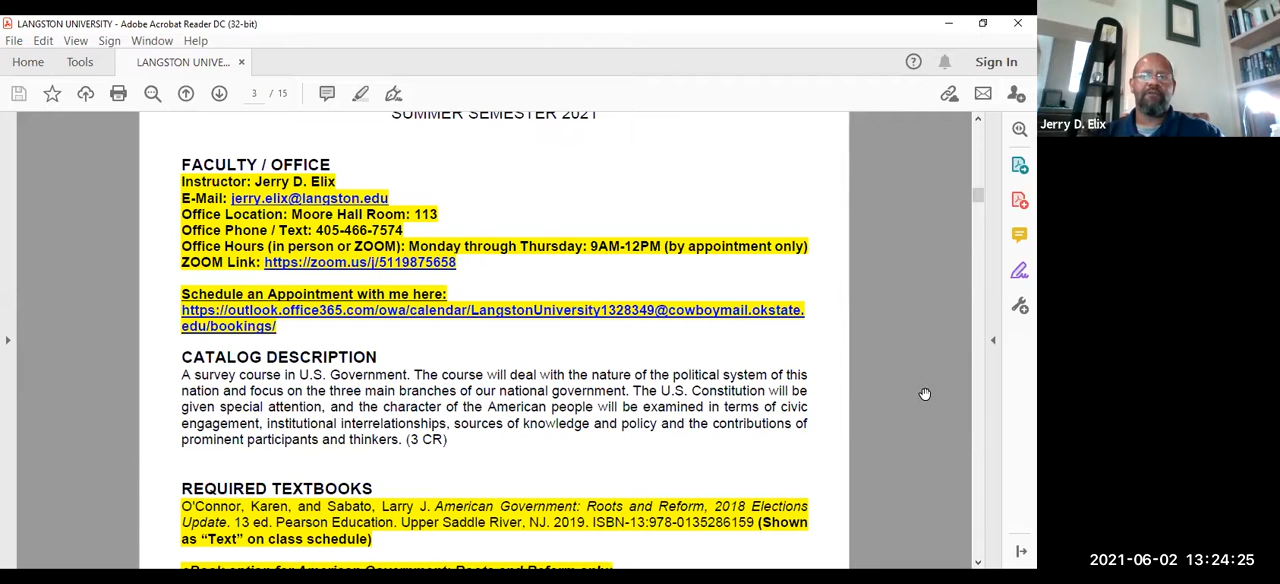 LANGSTON UNIVERSITY - Adobe Acrobat Reader DC (32-bit)
File Edit View Sign Window Help
Home Tools LANGSTON UNIVE... × Sign In
3 / 15
SUMMER SEMESTER 2021
FACULTY / OFFICE
Instructor: Jerry D. Elix
E-Mail: jerry.elix@langston.edu
Office Location: Moore Hall Room: 113
Office Phone / Text: 405-466-7574
Office Hours (in person or ZOOM): Monday through Thursday: 9AM-12PM (by appointment only)
ZOOM Link: https://zoom.us/j/5119875658
Schedule an Appointment with me here:
https://outlook.office365.com/owa/calendar/LangstonUniversity1328349@cowboymail.okstate.
edu/bookings/
CATALOG DESCRIPTION
A survey course in U.S. Government. The course will deal with the nature of the political system of this
nation and focus on the three main branches of our national government. The U.S. Constitution will be
given special attention, and the character of the American people will be examined in terms of civic
engagement, institutional interrelationships, sources of knowledge and policy and the contributions of
prominent participants and thinkers. (3 CR)
REQUIRED TEXTBOOKS
O'Connor, Karen, and Sabato, Larry J. American Government: Roots and Reform, 2018 Elections
Update. 13 ed. Pearson Education. Upper Saddle River, NJ. 2019. ISBN-13:978-0135286159 (Shown
as “Text” on class schedule)
eBook option for American Government: Roots and Reform only:
Jerry D. Elix
2021-06-02 13:24:25